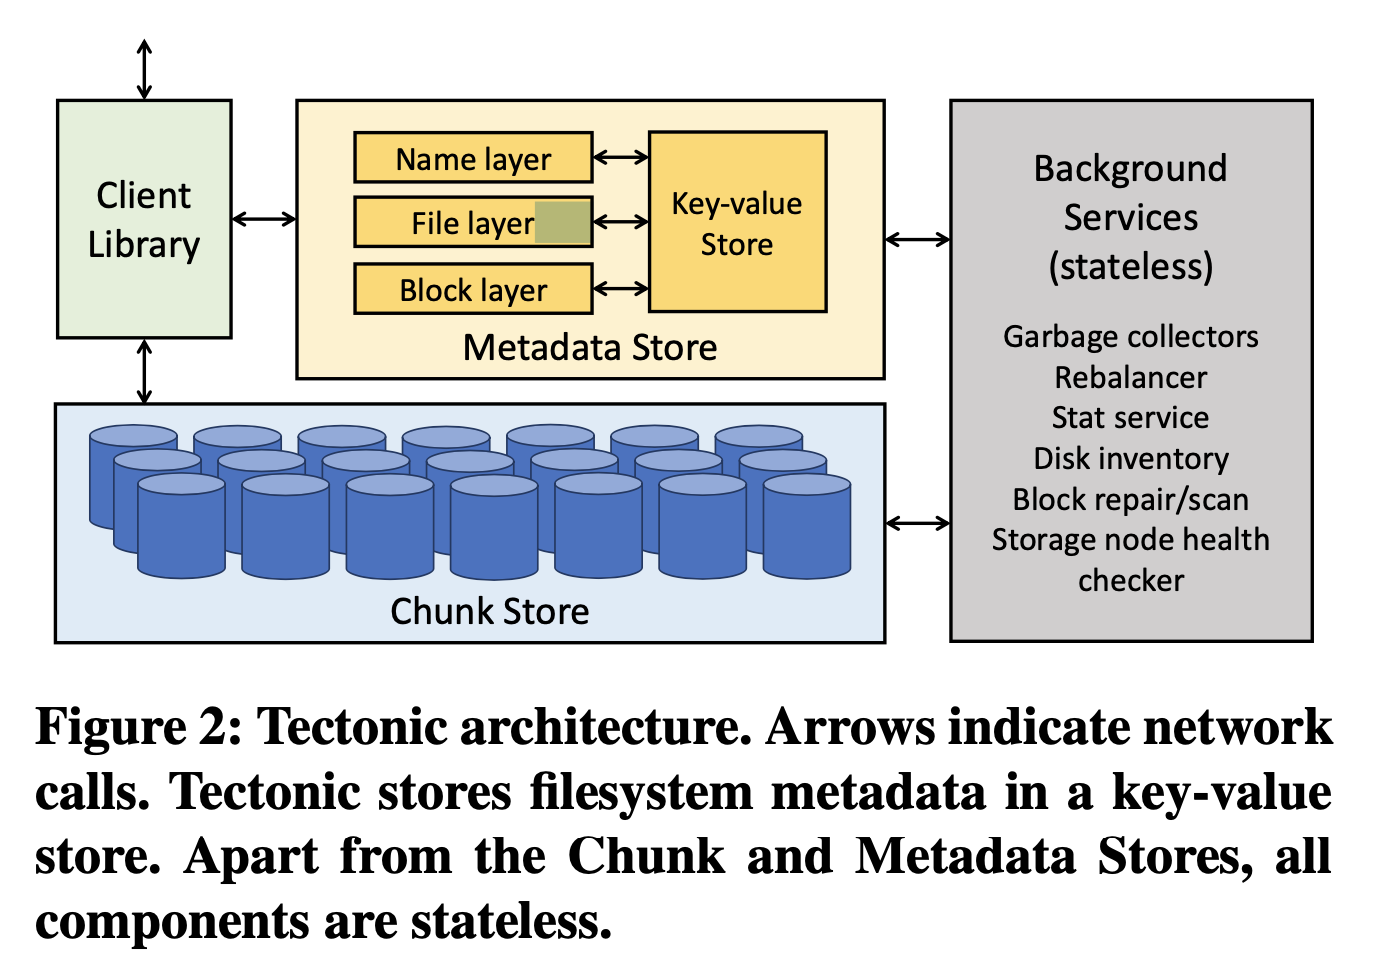 Client
Library
Name layer
File layer
Block layer
Key-value
Store
Metadata Store
Background
Services
(stateless)
Garbage collectors
Rebalancer
Stat service
Disk inventory
Block repair/scan
Storage node health
checker
Chunk Store
Figure 2: Tectonic architecture. Arrows indicate network
calls. Tectonic stores filesystem metadata in a key-value
store. Apart from the Chunk and Metadata Stores, all
components are stateless.